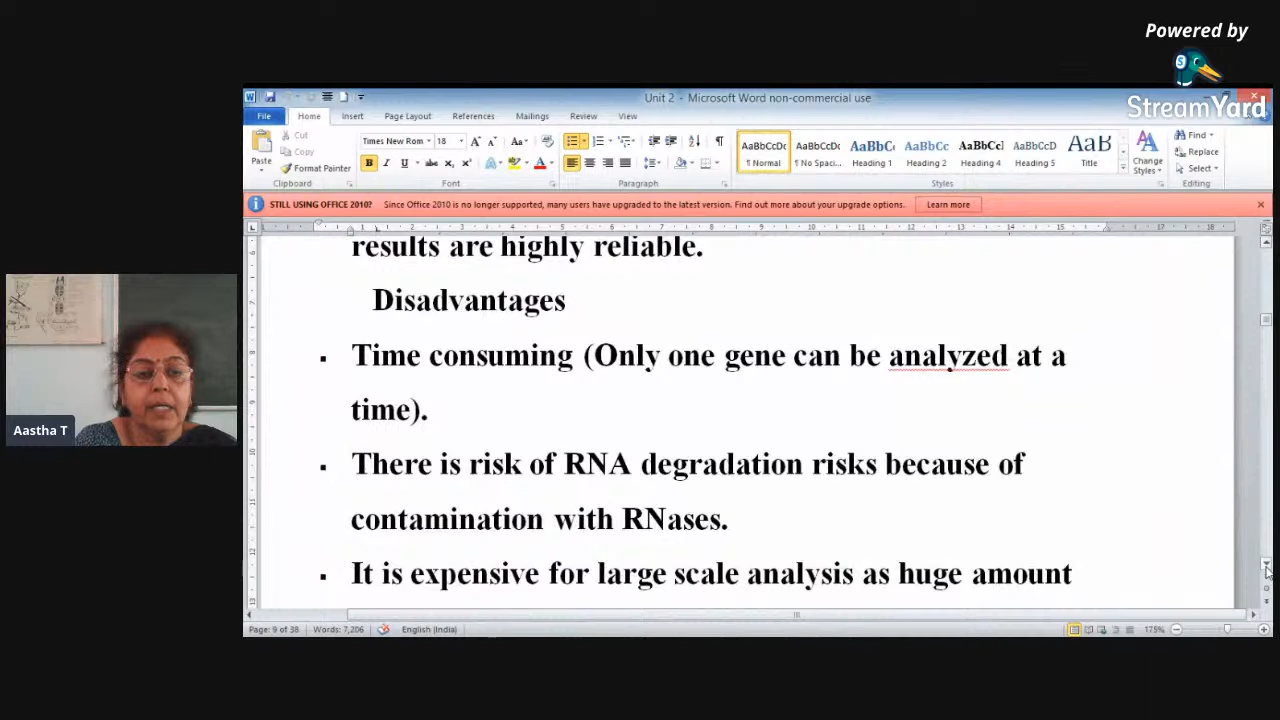 Powered by
StreamYard
Unit 2 - Microsoft Word non-commercial use
File Home Insert Page Layout References Mailings Review View
Paste
Cut
Copy
Format Painter
Clipboard
Times New Rom 18
Font
Paragraph
AaBbCcDc AaBbCcDc AaBbC AaBbCc AaBbCcI AaBbCcD AaB
¶ Normal ¶ No Spaci... Heading 1 Heading 2 Heading 4 Heading 5 Title
Change Styles
Styles
Find
Replace
Select
Editing
STILL USING OFFICE 2010? Since Office 2010 is no longer supported, many users have upgraded to the latest version. Find out more about your upgrade options. Learn more
results are highly reliable.
Disadvantages
▪ Time consuming (Only one gene can be analyzed at a
time).
▪ There is risk of RNA degradation risks because of
contamination with RNases.
▪ It is expensive for large scale analysis as huge amount
Aastha T
Page: 9 of 38 Words: 7,206 English (India) 175%